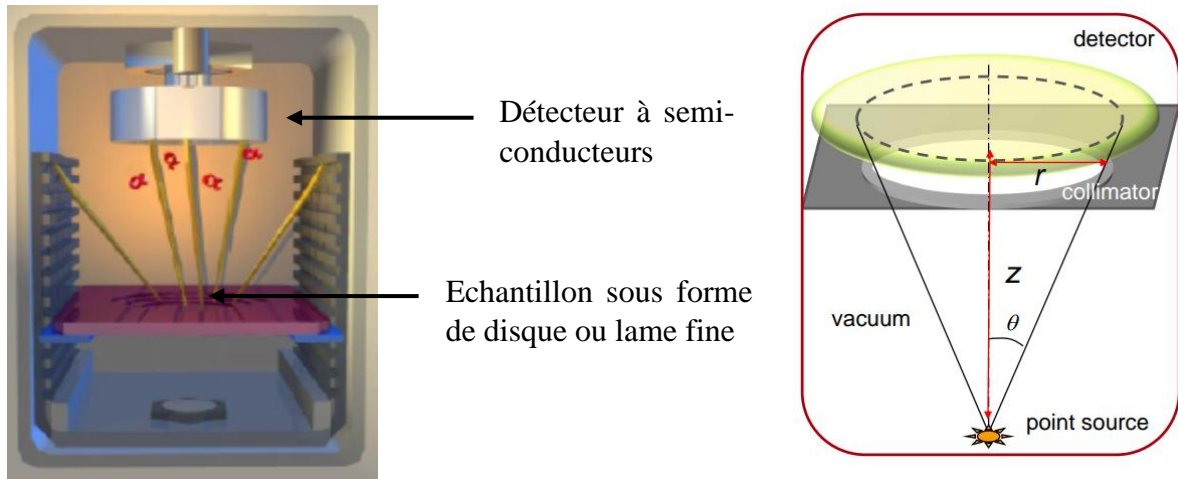 Détecteur à semi-
conducteurs
α
α
α
α
Echantillon sous forme
de disque ou lame fine
detector
r
collimator
z
vacuum
θ
point source